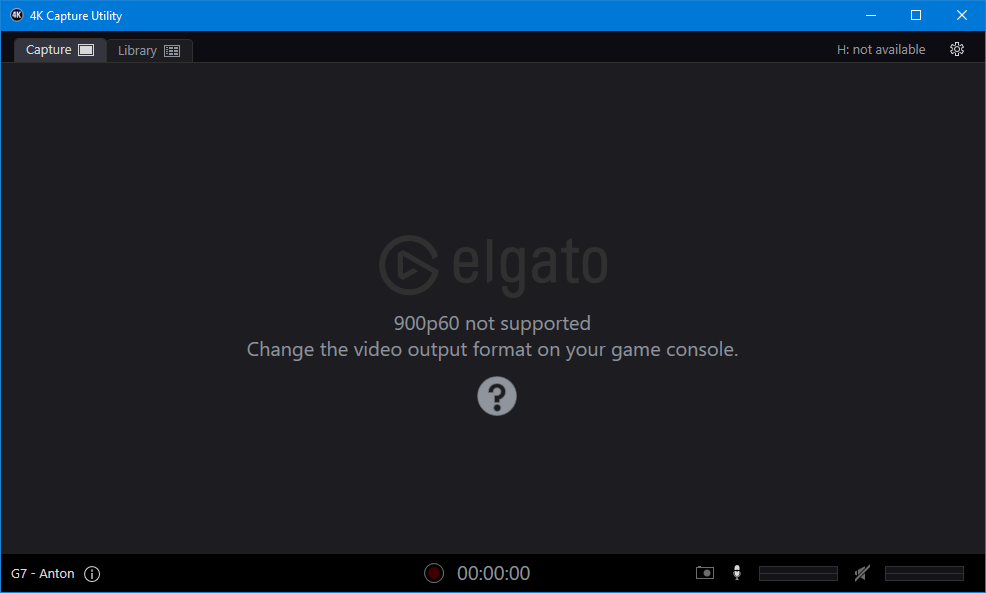 4K Capture Utility
Capture
Library
H: not available
elgato
900p60 not supported
Change the video output format on your game console.
?
G7 - Anton
00:00:00